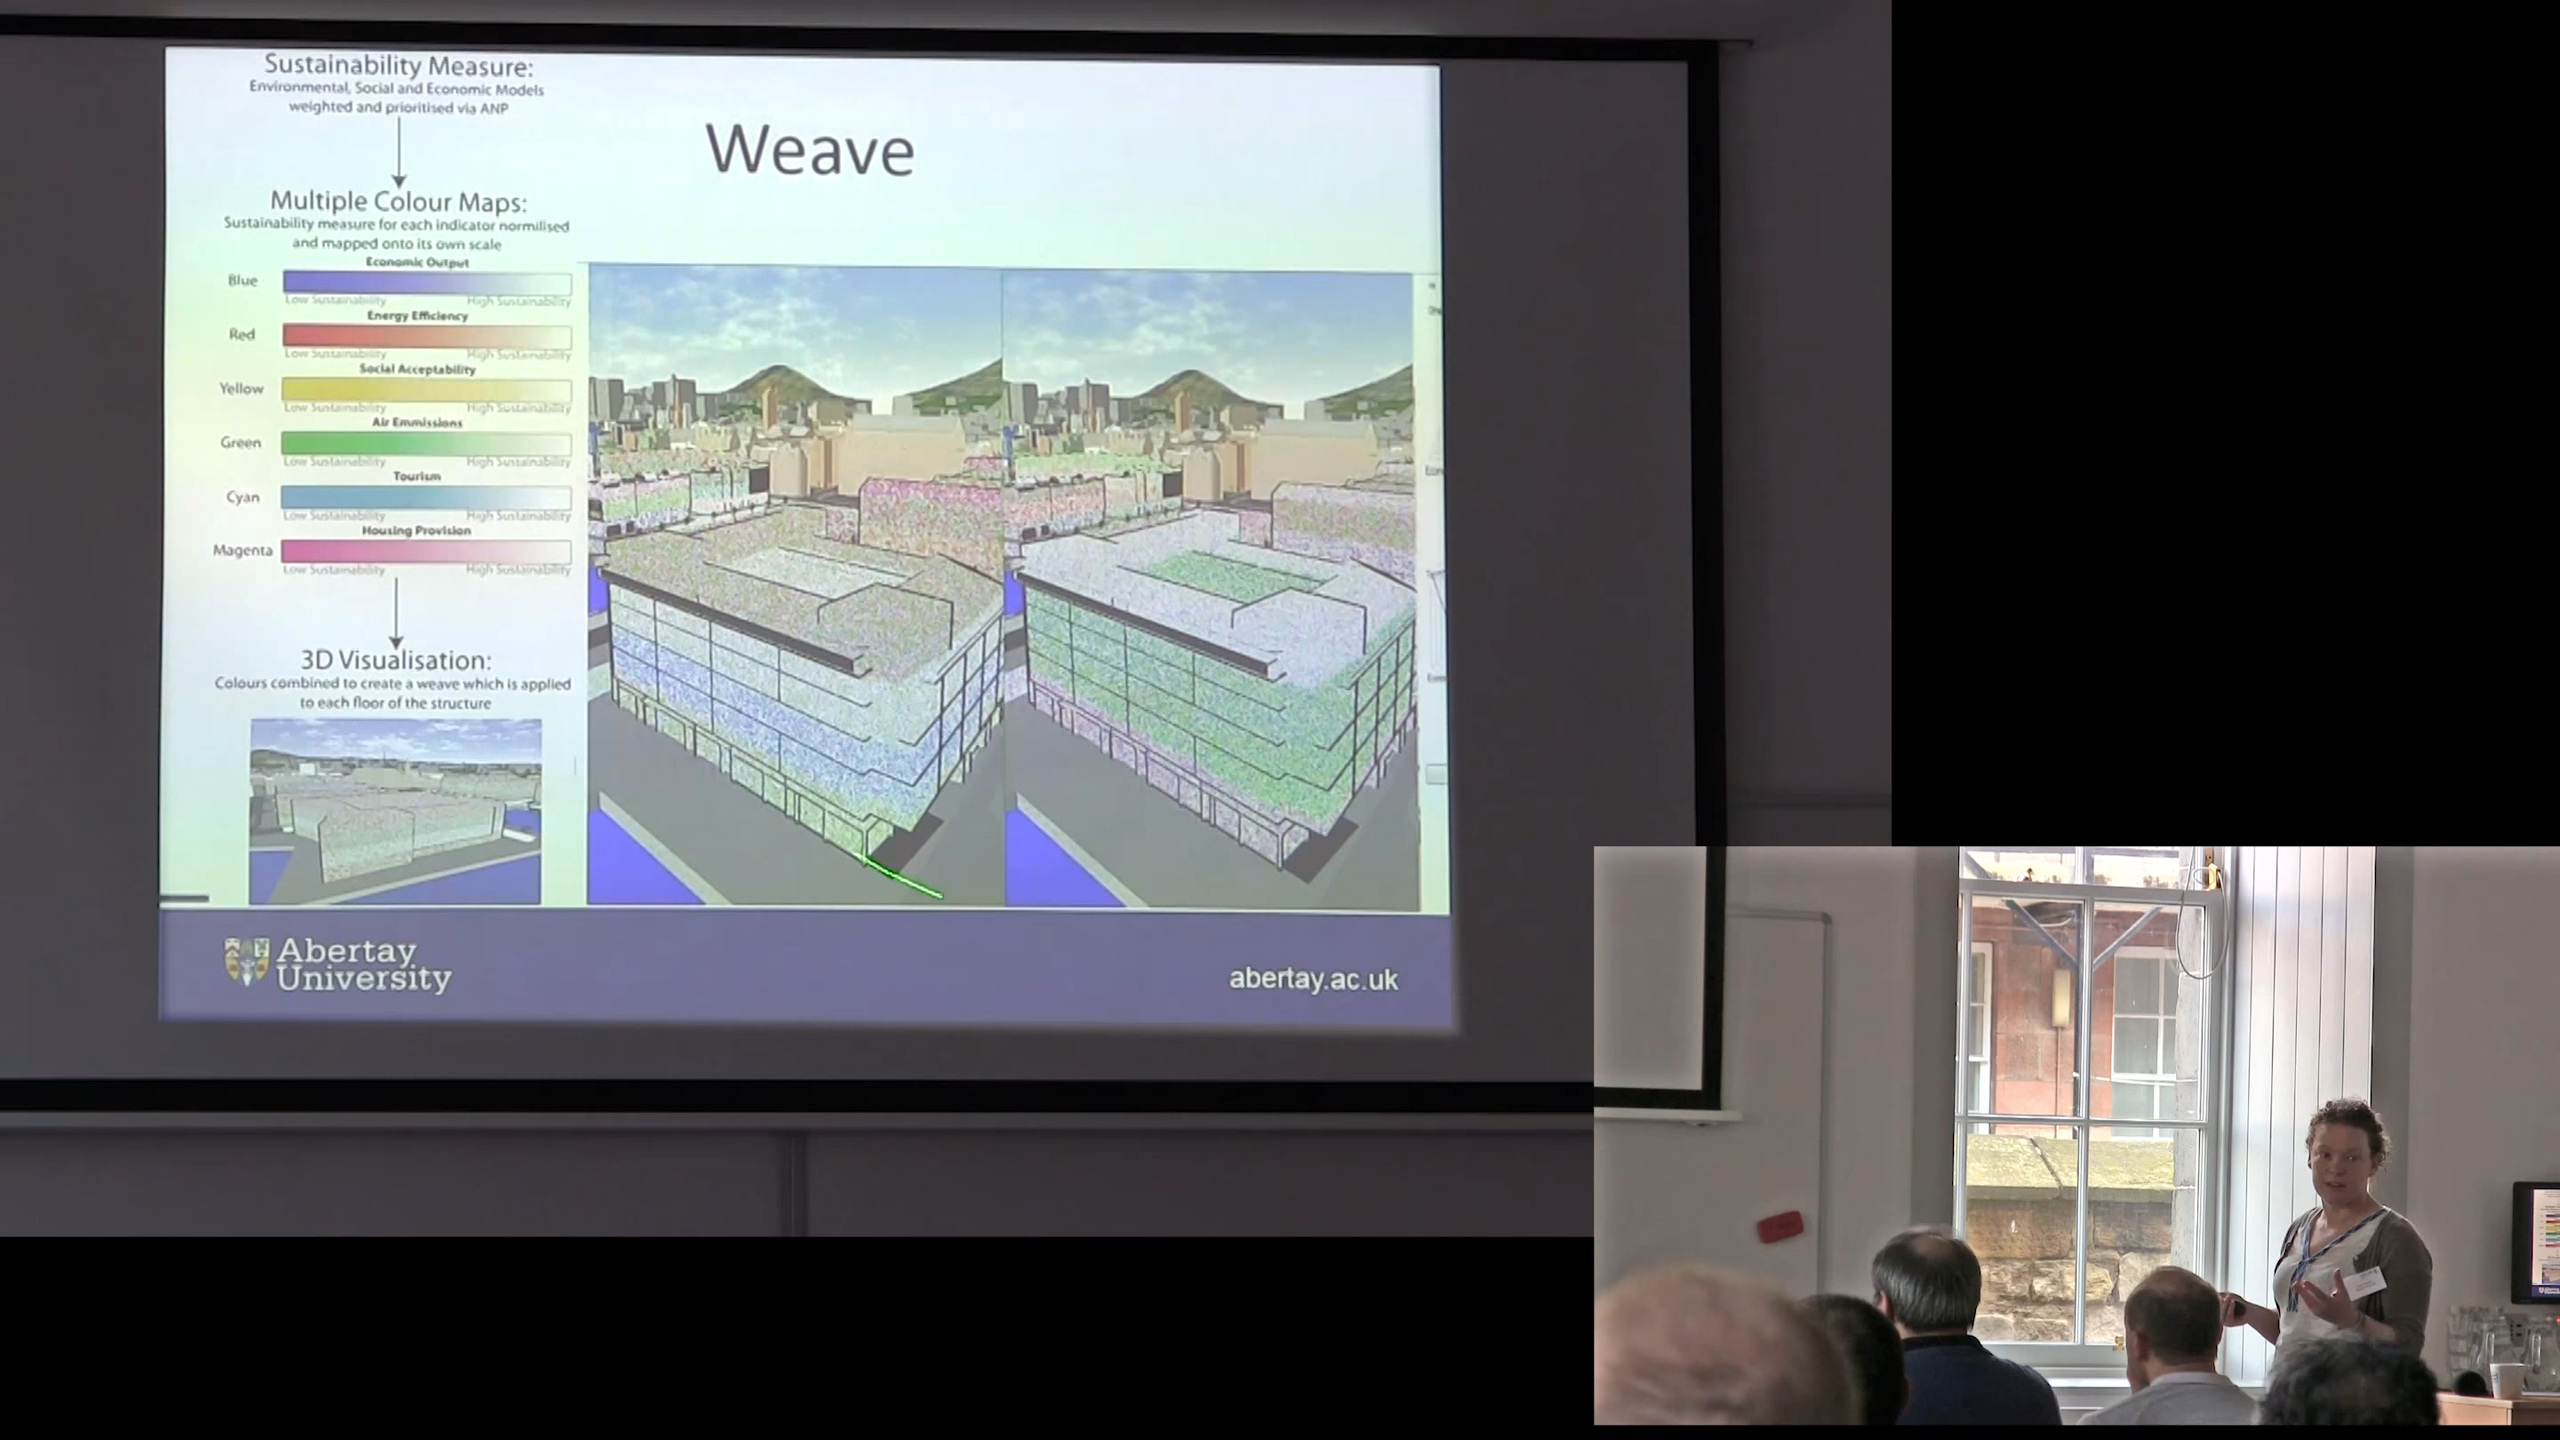 Sustainability Measure:
Environmental, Social and Economic Models
weighted and prioritised via ANP
Weave
Multiple Colour Maps:
Sustainability measure for each indicator normilised
and mapped onto its own scale
Economic Output
Blue
Low Sustainability High Sustainability
Energy Efficiency
Red
Low Sustainability High Sustainability
Social Acceptability
Yellow
Low Sustainability High Sustainability
Air Emmissions
Green
Low Sustainability High Sustainability
Tourism
Cyan
Low Sustainability High Sustainability
Housing Provision
Magenta
Low Sustainability High Sustainability
3D Visualisation:
Colours combined to create a weave which is applied
to each floor of the structure
Abertay
University
abertay.ac.uk